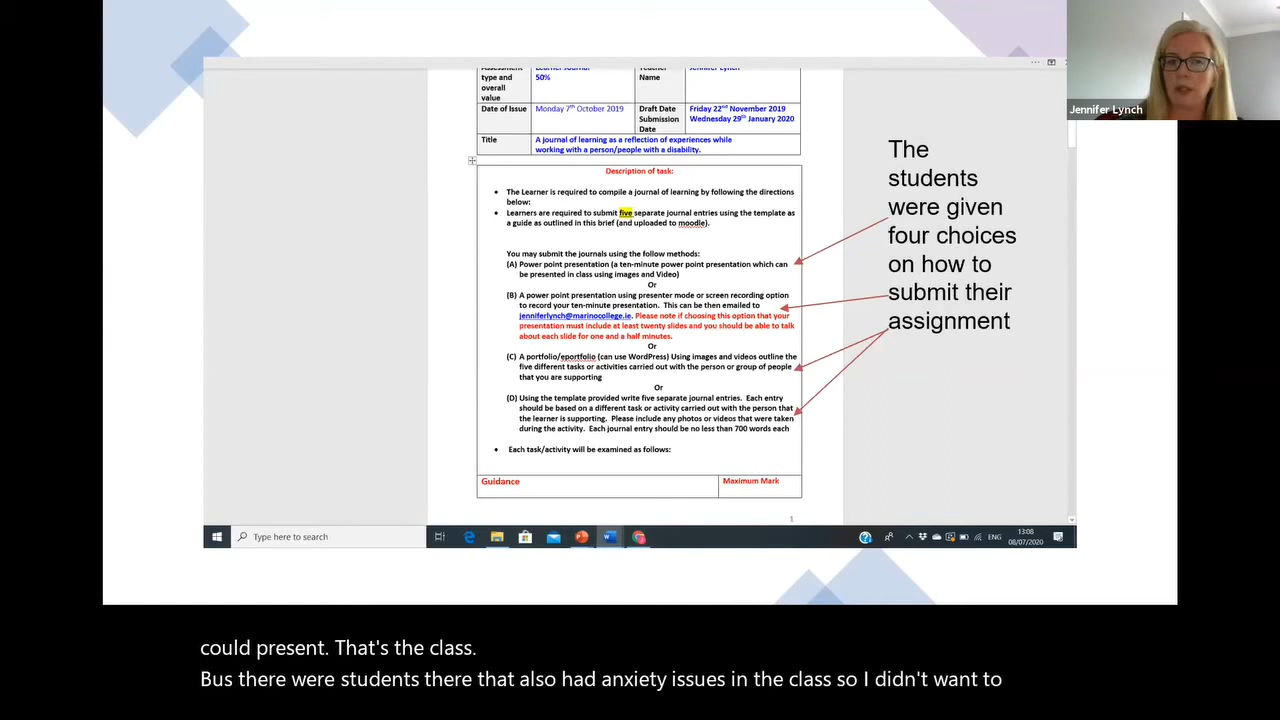 Assessment type and overall value
Learner Journal
50%
Teacher Name
Jennifer Lynch
Date of Issue
Monday 7th October 2019
Draft Date
Submission Date
Friday 22nd November 2019
Wednesday 29th January 2020
Title
A journal of learning as a reflection of experiences while
working with a person/people with a disability.
Description of task:
• The Learner is required to compile a journal of learning by following the directions
below:
• Learners are required to submit five separate journal entries using the template as
a guide as outlined in this brief (and uploaded to moodle).
You may submit the journals using the follow methods:
(A) Power point presentation (a ten-minute power point presentation which can
be presented in class using images and Video)
Or
(B) A power point presentation using presenter mode or screen recording option
to record your ten-minute presentation. This can be then emailed to
jenniferlynch@marinocollege.ie. Please note if choosing this option that your
presentation must include at least twenty slides and you should be able to talk
about each slide for one and a half minutes.
Or
(C) A portfolio/eportfolio (can use WordPress) Using images and videos outline the
five different tasks or activities carried out with the person or group of people
that you are supporting
Or
(D) Using the template provided write five separate journal entries. Each entry
should be based on a different task or activity carried out with the person that
the learner is supporting. Please include any photos or videos that were taken
during the activity. Each journal entry should be no less than 700 words each
• Each task/activity will be examined as follows:
Guidance
Maximum Mark
1
The
students
were given
four choices
on how to
submit their
assignment
Jennifer Lynch
Type here to search
ENG
13:08
08/07/2020
could present. That's the class.
Bus there were students there that also had anxiety issues in the class so I didn't want to